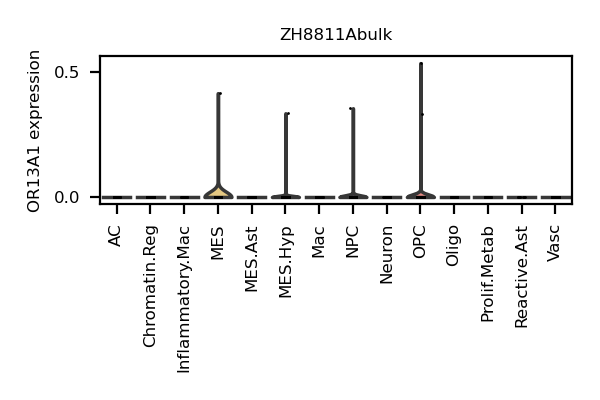 ZH8811Abulk
OR13A1 expression
0.5
0.0
AC
Chromatin.Reg
Inflammatory.Mac
MES
MES.Ast
MES.Hyp
Mac
NPC
Neuron
OPC
Oligo
Prolif.Metab
Reactive.Ast
Vasc